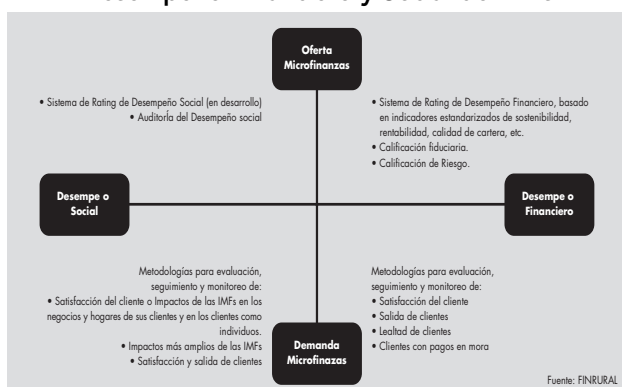 Oferta
Microfinanzas
• Sistema de Rating de Desempeño Social (en desarrollo)
• Auditoría del Desempeño social
• Sistema de Rating de Desempeño Financiero, basado
en indicadores estandarizados de sostenibilidad,
rentabilidad, calidad de cartera, etc.
• Calificación fiduciaria.
• Calificación de Riesgo.
Desempe o
Social
Desempe o
Financiero
Metodologías para evaluación,
seguimiento y monitoreo de:
• Satisfacción del cliente o Impactos de las IMFs en los
negocios y hogares de sus clientes y en los clientes como
individuos.
• Impactos más amplios de las IMFs
• Satisfacción y salida de clientes
Demanda
Microfinazas
Metodologías para evaluación,
seguimiento y monitoreo de:
• Satisfacción del cliente
• Salida de clientes
• Lealtad de clientes
• Clientes con pagos en mora
Fuente: FINRURAL